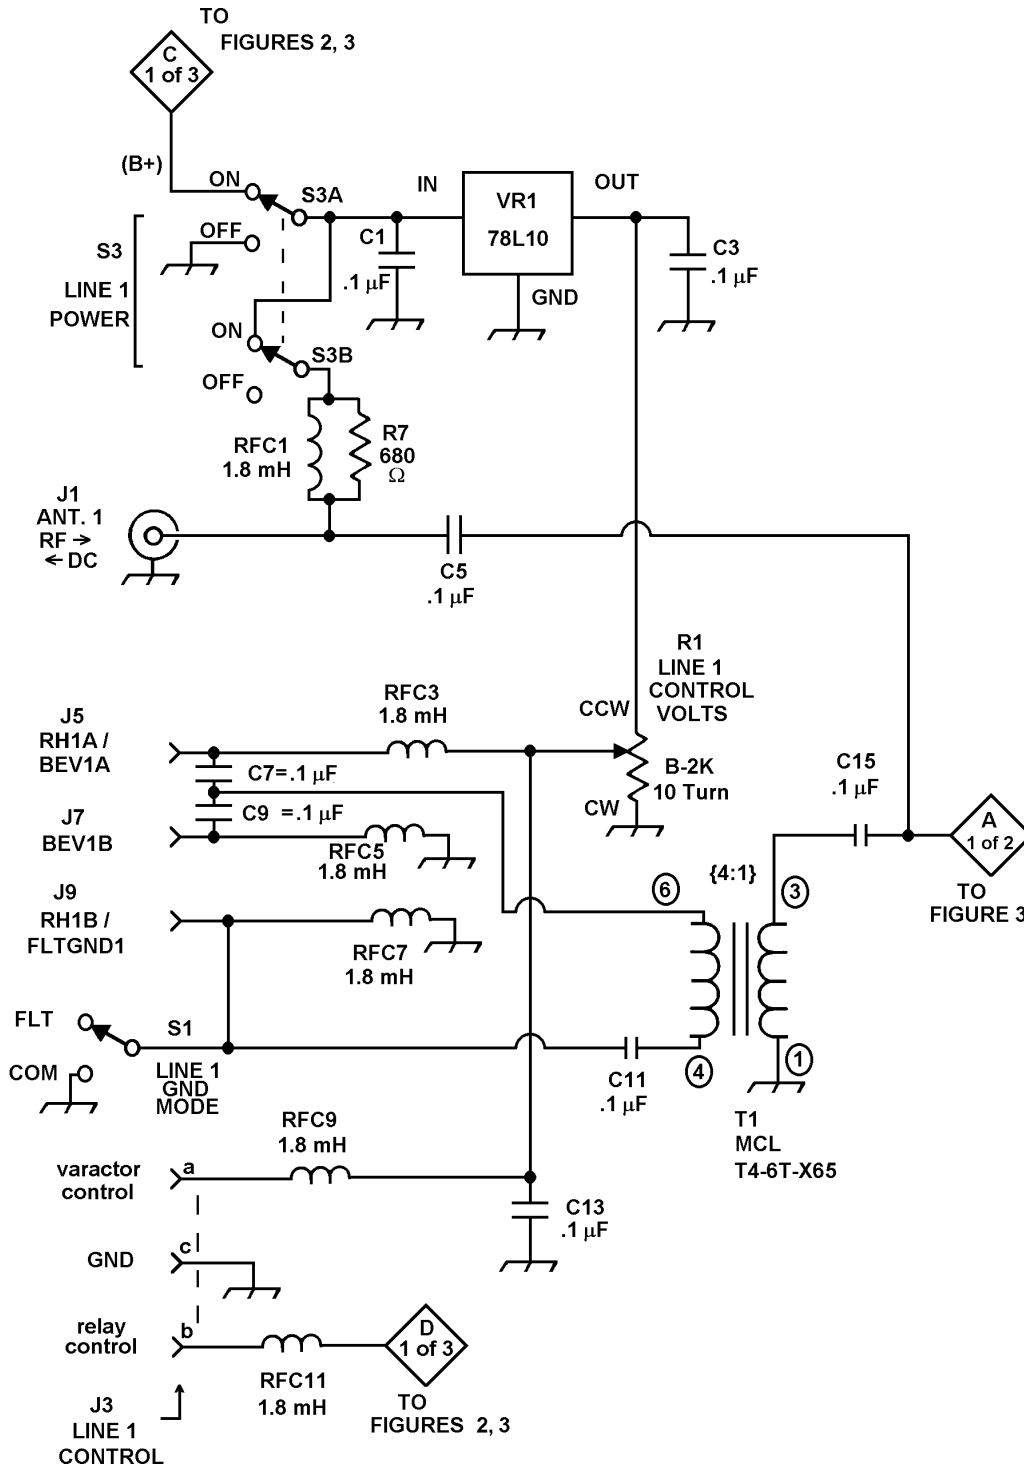 TO
FIGURES 2, 3
C
1 of 3
(B+)
ON
S3A
IN
VR1
78L10
OUT
OFF
S3
LINE 1
POWER
C1
.1 µF
GND
C3
.1 µF
ON
S3B
OFF
RFC1
1.8 mH
R7
680
Ω
J1
ANT. 1
RF →
← DC
C5
.1 µF
R1
LINE 1
CONTROL
VOLTS
CCW
RFC3
1.8 mH
J5
RH1A /
BEV1A
C7=.1 µF
B-2K
10 Turn
CW
C15
.1 µF
C9 =.1 µF
J7
BEV1B
RFC5
1.8 mH
A
1 of 2
TO
FIGURE 3
{4:1}
6
3
J9
RH1B /
FLTGND1
RFC7
1.8 mH
FLT
S1
COM
LINE 1
GND
MODE
C11
.1 µF
4
1
T1
MCL
T4-6T-X65
RFC9
1.8 mH
varactor
control
a
C13
.1 µF
GND
c
relay
control
b
D
1 of 3
RFC11
1.8 mH
TO
FIGURES 2, 3
J3
LINE 1
CONTROL